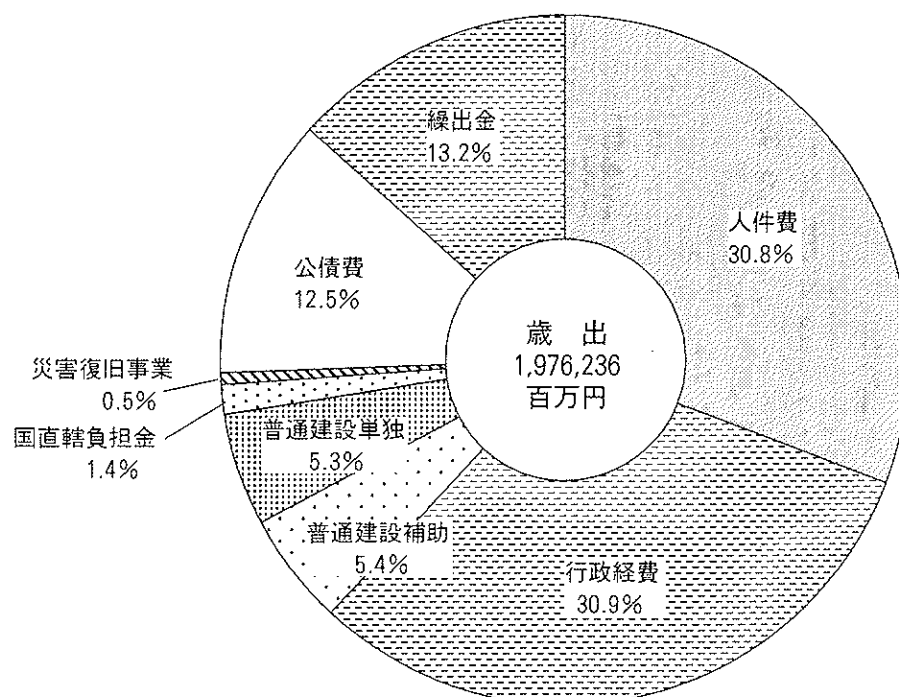 繰出金
13.2%
人件費
30.8%
公債費
12.5%
歳 出
1,976,236
百万円
災害復旧事業
0.5%
国直轄負担金
1.4%
普通建設単独
5.3%
普通建設補助
5.4%
行政経費
30.9%